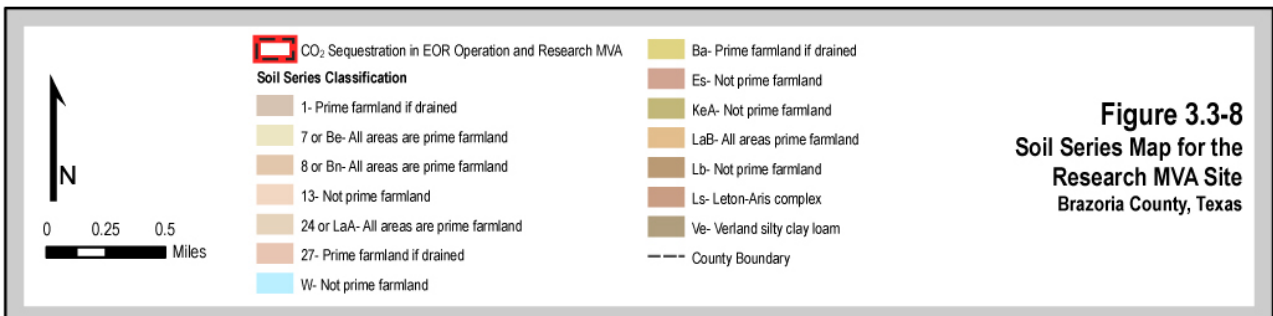 N
0 0.25 0.5
Miles
CO₂ Sequestration in EOR Operation and Research MVA
Soil Series Classification
1- Prime farmland if drained
7 or Be- All areas are prime farmland
8 or Bn- All areas are prime farmland
13- Not prime farmland
24 or LaA- All areas are prime farmland
27- Prime farmland if drained
W- Not prime farmland
Ba- Prime farmland if drained
Es- Not prime farmland
KeA- Not prime farmland
LaB- All areas prime farmland
Lb- Not prime farmland
Ls- Leton-Aris complex
Ve- Verland silty clay loam
County Boundary
Figure 3.3-8
Soil Series Map for the
Research MVA Site
Brazoria County, Texas